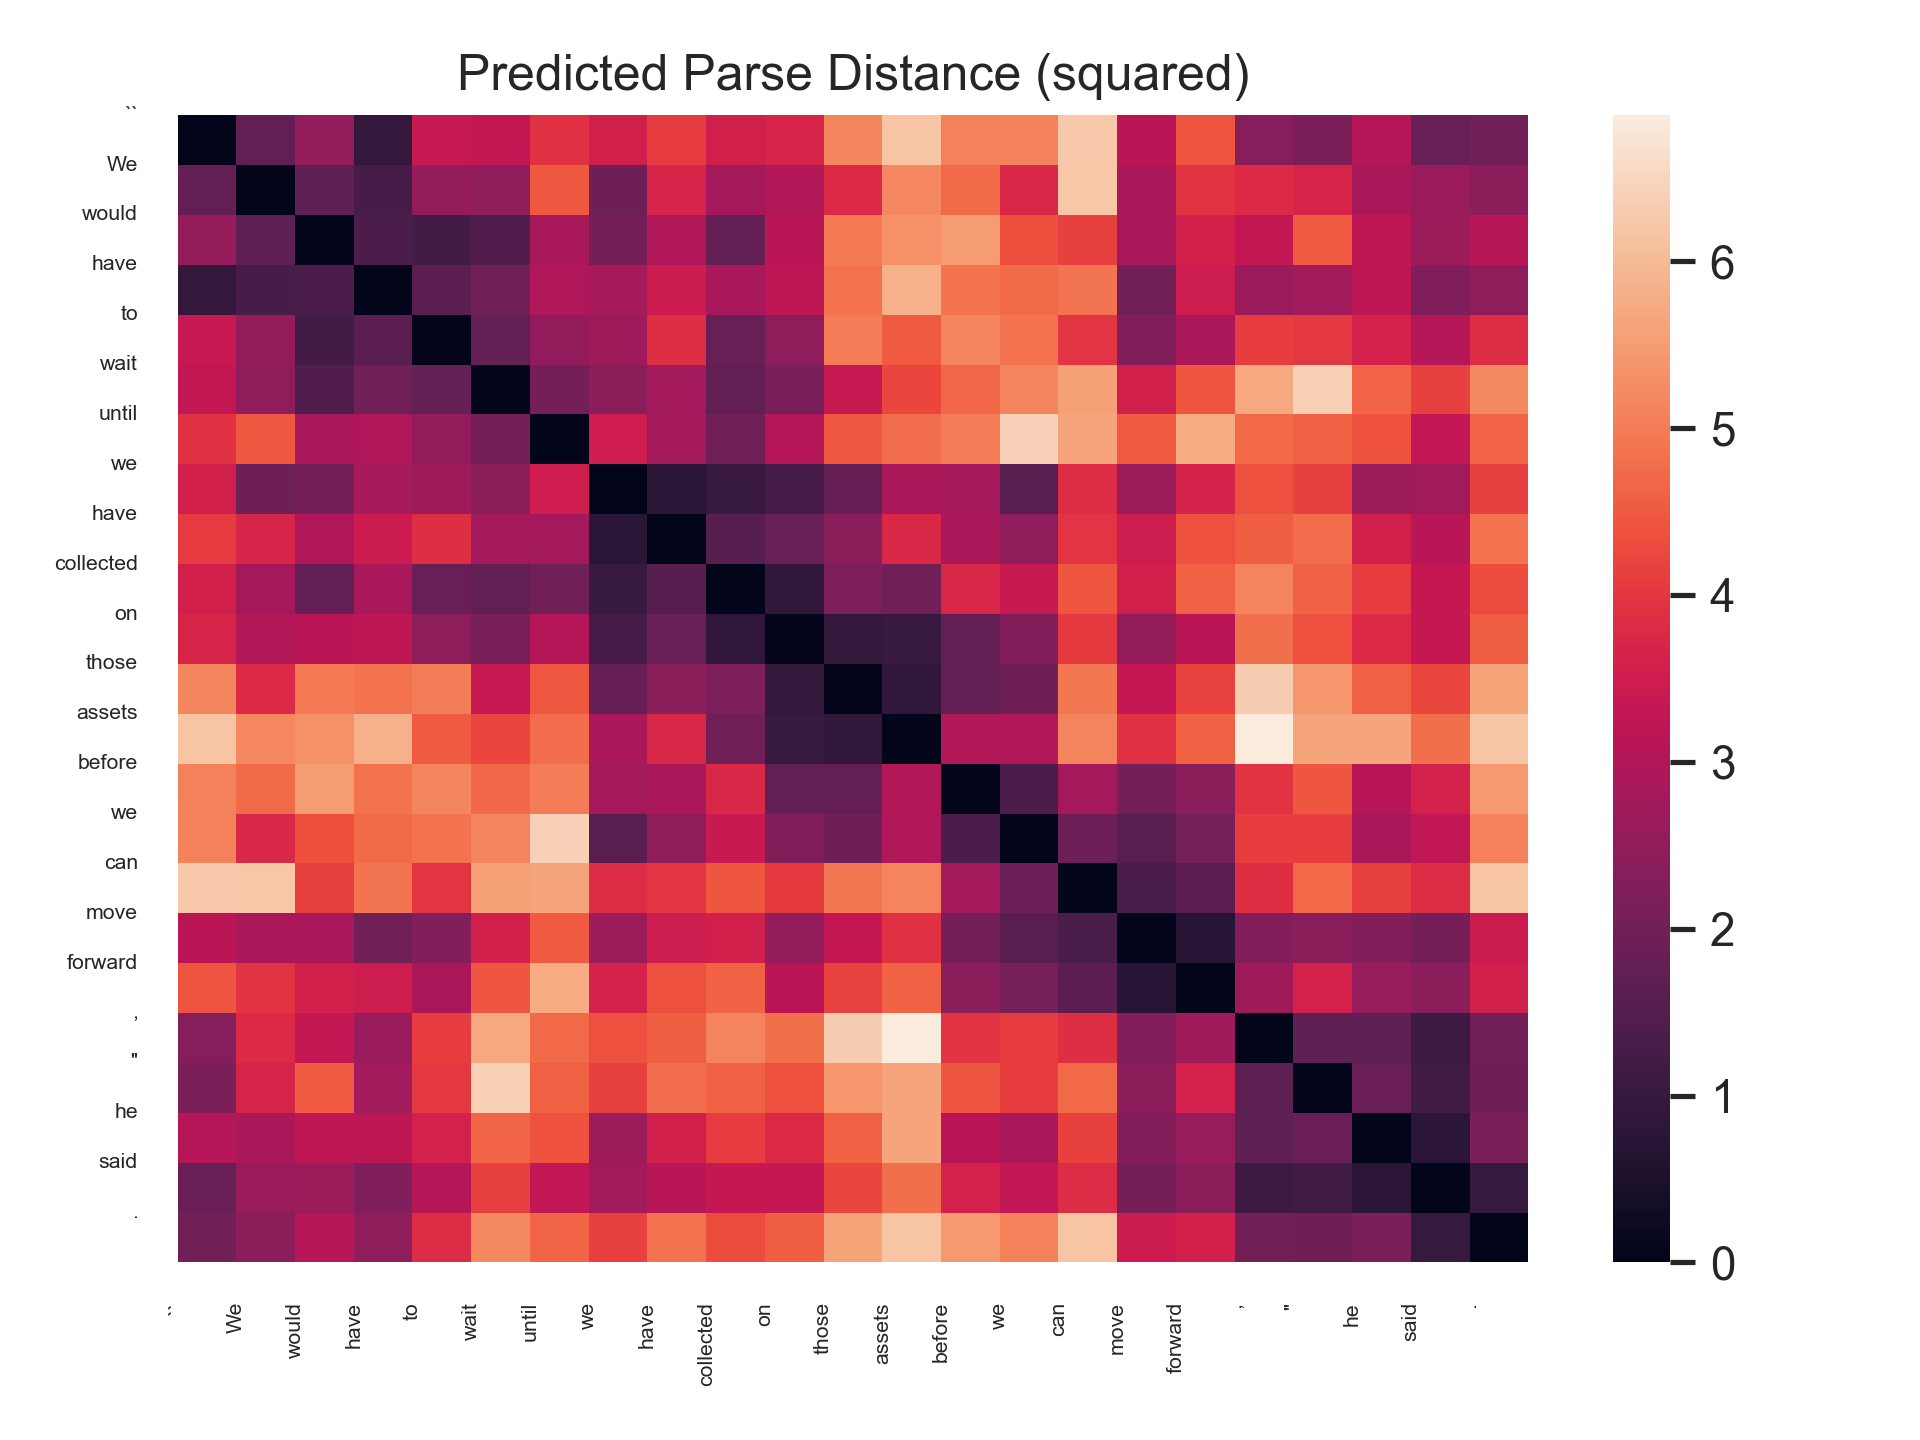 Predicted Parse Distance (squared)
``
We
would
have
to
wait
until
we
have
collected
on
those
assets
before
we
can
move
forward
,
"
he
said
.
6
5
4
3
2
1
0
``
We
would
have
to
wait
until
we
have
collected
on
those
assets
before
we
can
move
forward
,
"
he
said
.